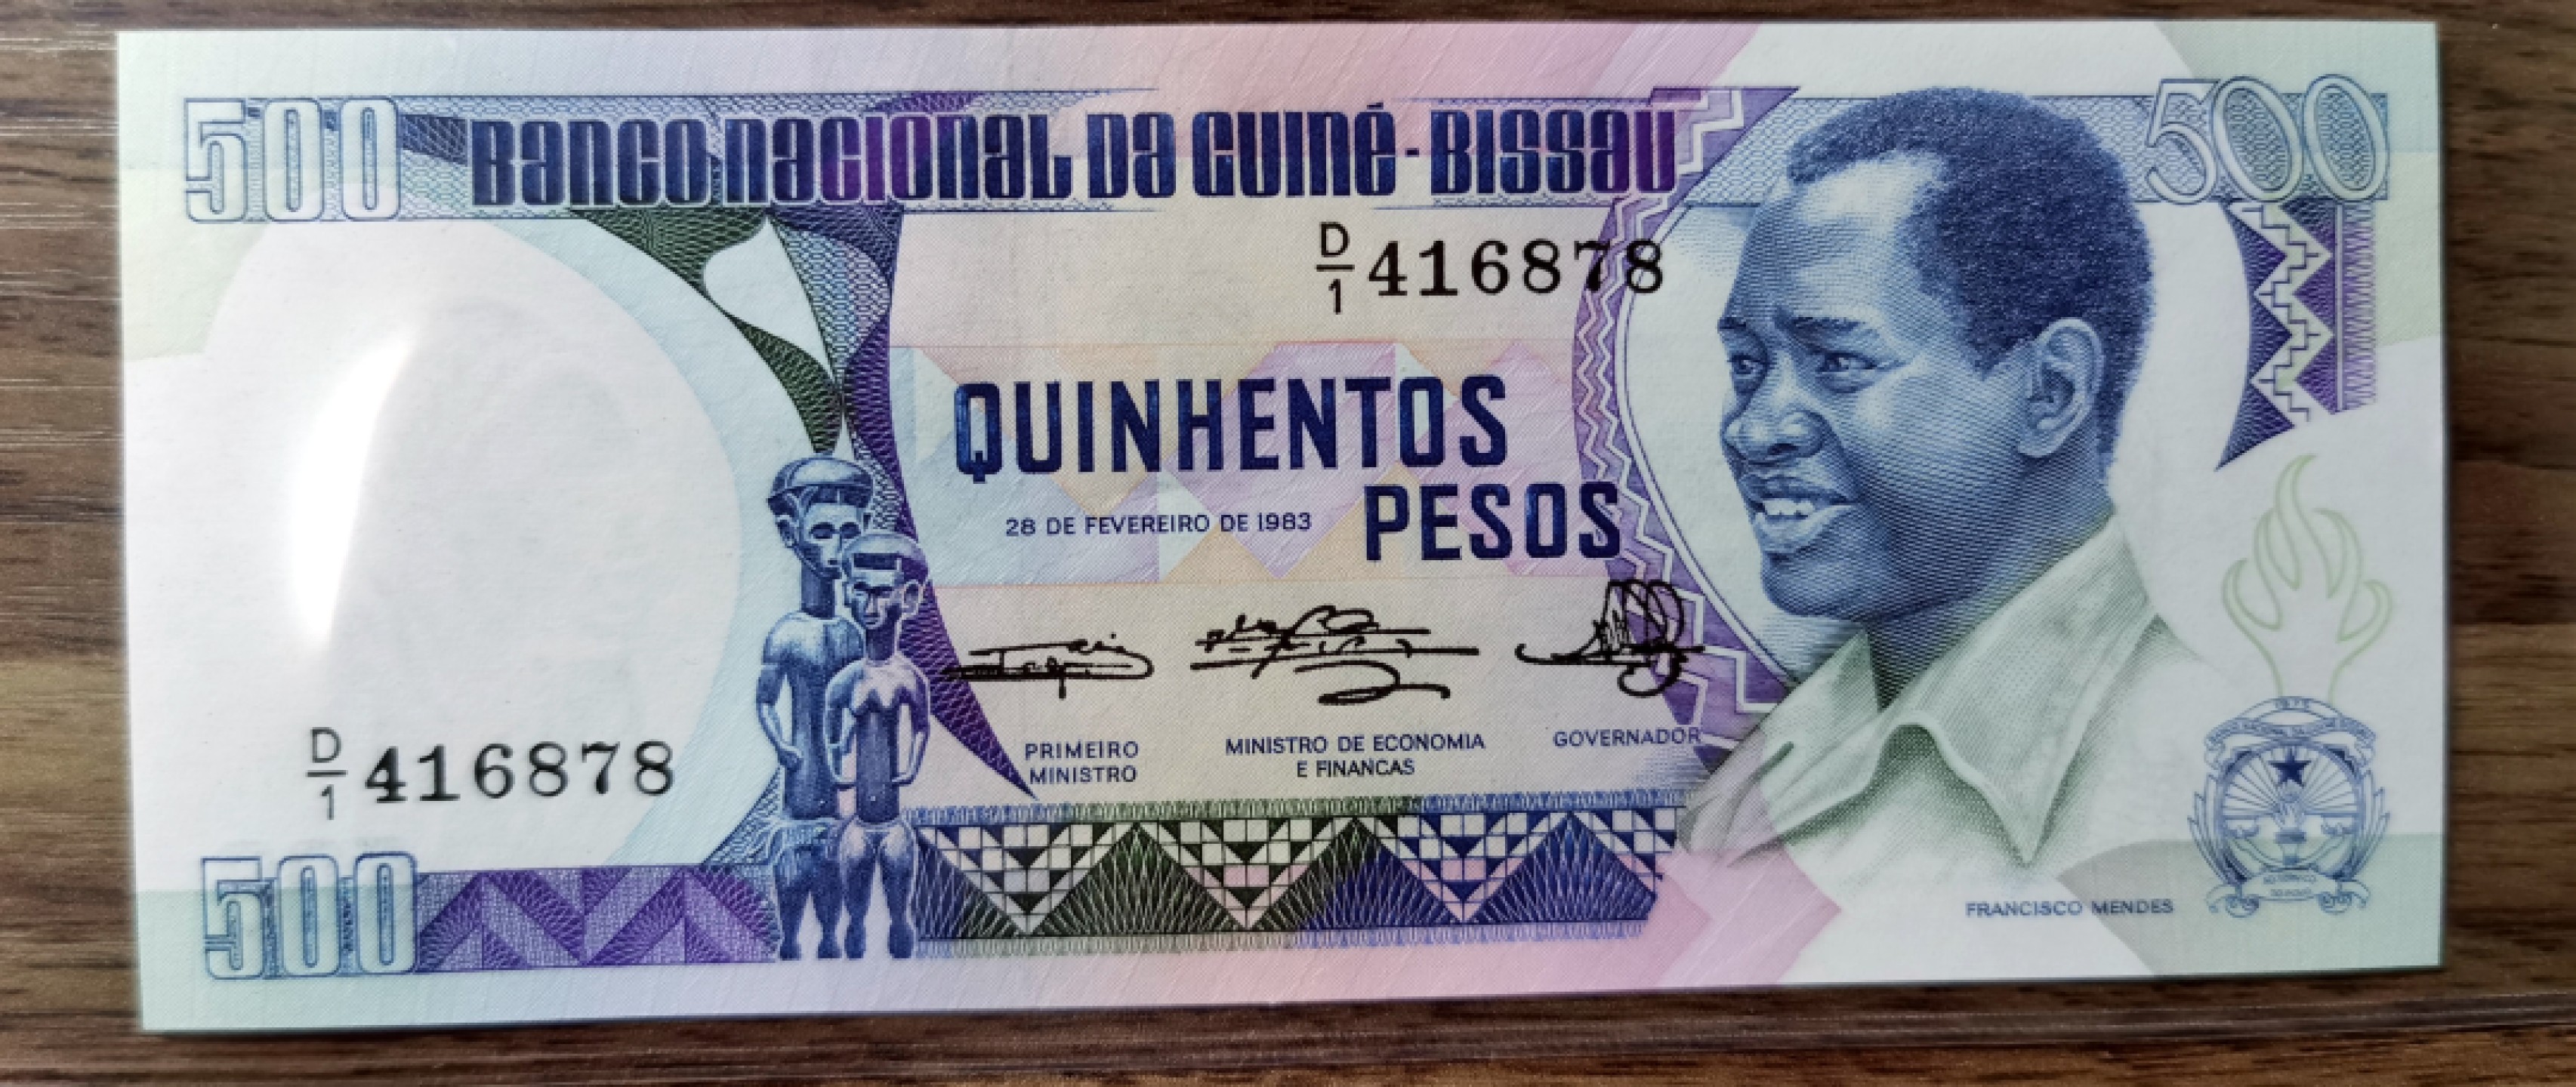 500 BANCO NACIONAL DA GUINÉ-BISSAU 500
D/1 416878
QUINHENTOS
PESOS
28 DE FEVEREIRO DE 1983
PRIMEIRO
MINISTRO
MINISTRO DE ECONOMIA
E FINANCAS
GOVERNADOR
D/1 416878
500
FRANCISCO MENDES
1975